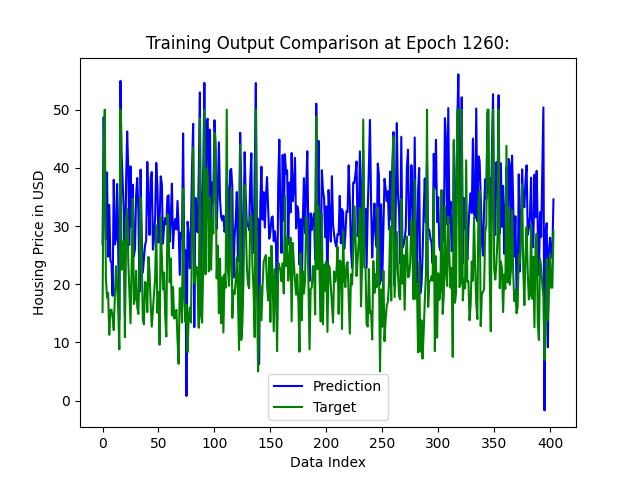 Training Output Comparison at Epoch 1260:
Housing Price in USD
50
40
30
20
10
0
Prediction
Target
0 50 100 150 200 250 300 350 400
Data Index